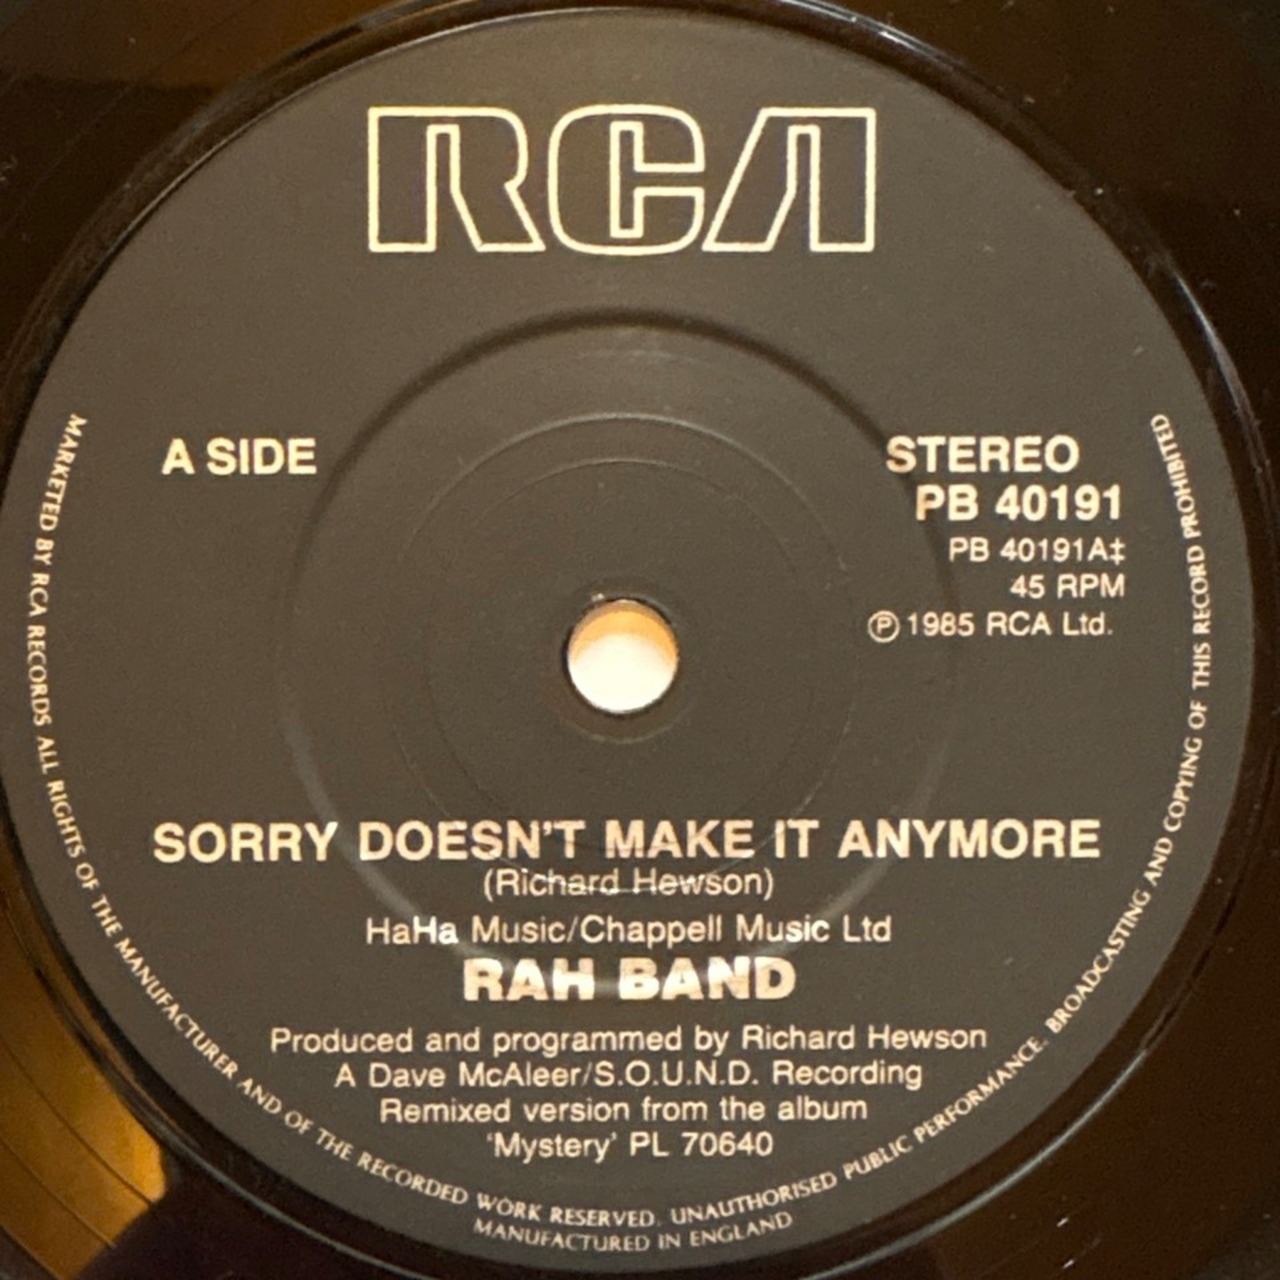 RCA
A SIDE
STEREO
PB 40191
PB 40191A‡
45 RPM
℗ 1985 RCA Ltd.
SORRY DOESN'T MAKE IT ANYMORE
(Richard Hewson)
HaHa Music/Chappell Music Ltd
RAH BAND
Produced and programmed by Richard Hewson
A Dave McAleer/S.O.U.N.D. Recording
Remixed version from the album
'Mystery' PL 70640
MARKETED BY RCA RECORDS ALL RIGHTS OF THE MANUFACTURER AND OF THE RECORDED WORK RESERVED. UNAUTHORISED PUBLIC PERFORMANCE. BROADCASTING AND COPYING OF THIS RECORD PROHIBITED
MANUFACTURED IN ENGLAND